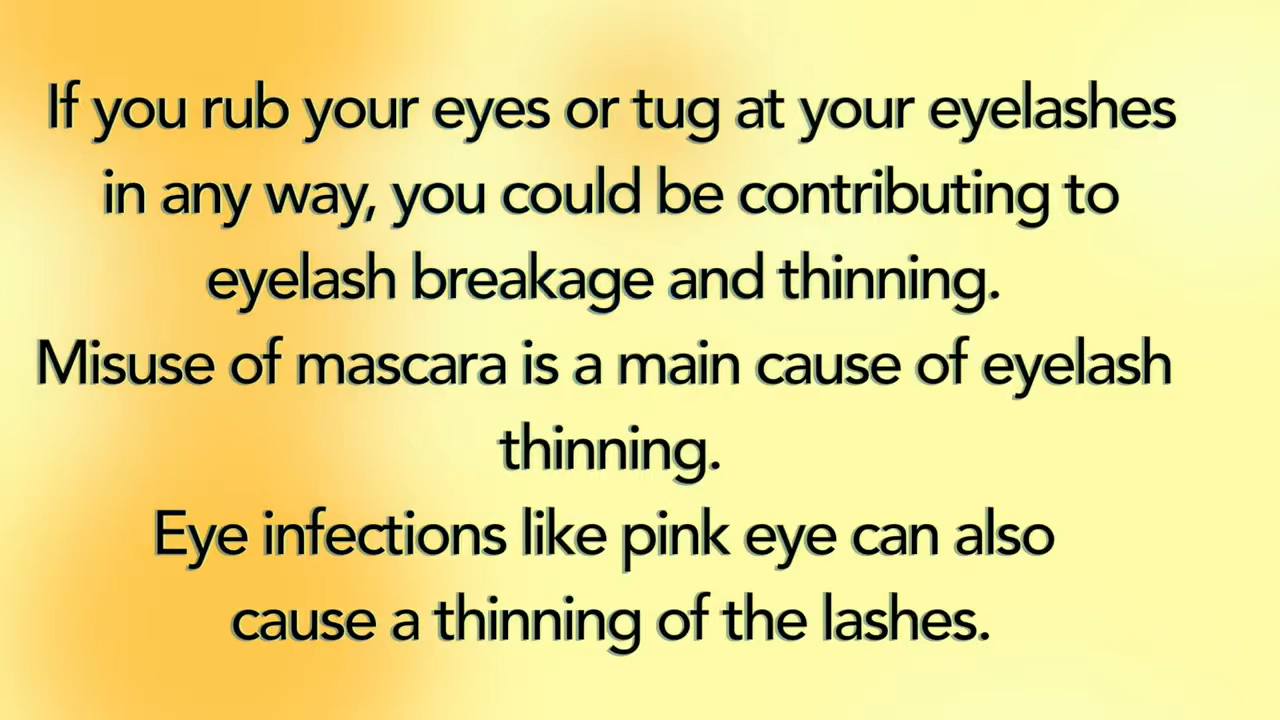 If you rub your eyes or tug at your eyelashes
in any way, you could be contributing to
eyelash breakage and thinning.
Misuse of mascara is a main cause of eyelash
thinning.
Eye infections like pink eye can also
cause a thinning of the lashes.